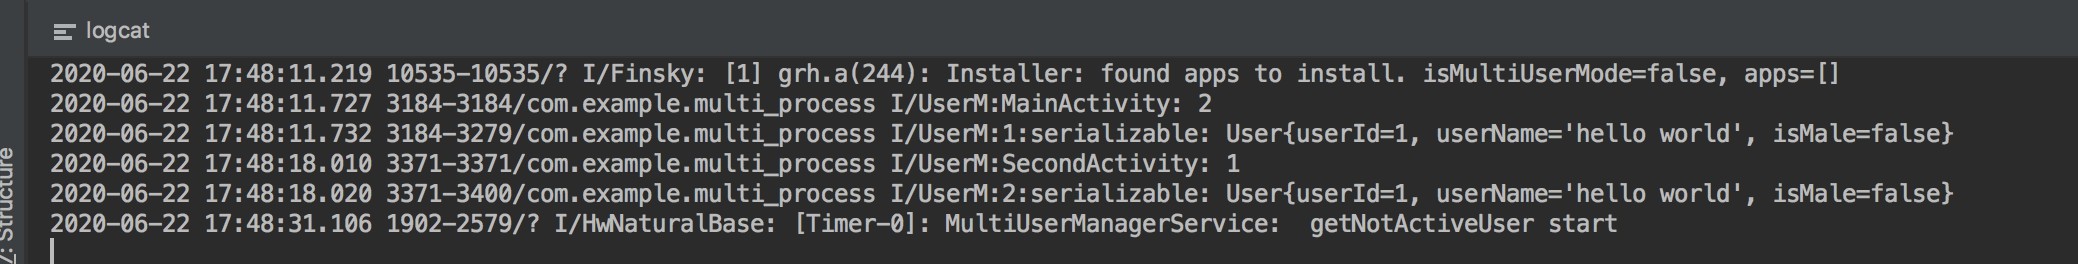 logcat
2020-06-22 17:48:11.219 10535-10535/? I/Finsky: [1] grh.a(244): Installer: found apps to install. isMultiUserMode=false, apps=[]
2020-06-22 17:48:11.727 3184-3184/com.example.multi_process I/UserM:MainActivity: 2
2020-06-22 17:48:11.732 3184-3279/com.example.multi_process I/UserM:1:serializable: User{userId=1, userName='hello world', isMale=false}
2020-06-22 17:48:18.010 3371-3371/com.example.multi_process I/UserM:SecondActivity: 1
2020-06-22 17:48:18.020 3371-3400/com.example.multi_process I/UserM:2:serializable: User{userId=1, userName='hello world', isMale=false}
2020-06-22 17:48:31.106 1902-2579/? I/HwNaturalBase: [Timer-0]: MultiUserManagerService:  getNotActiveUser start
Structure